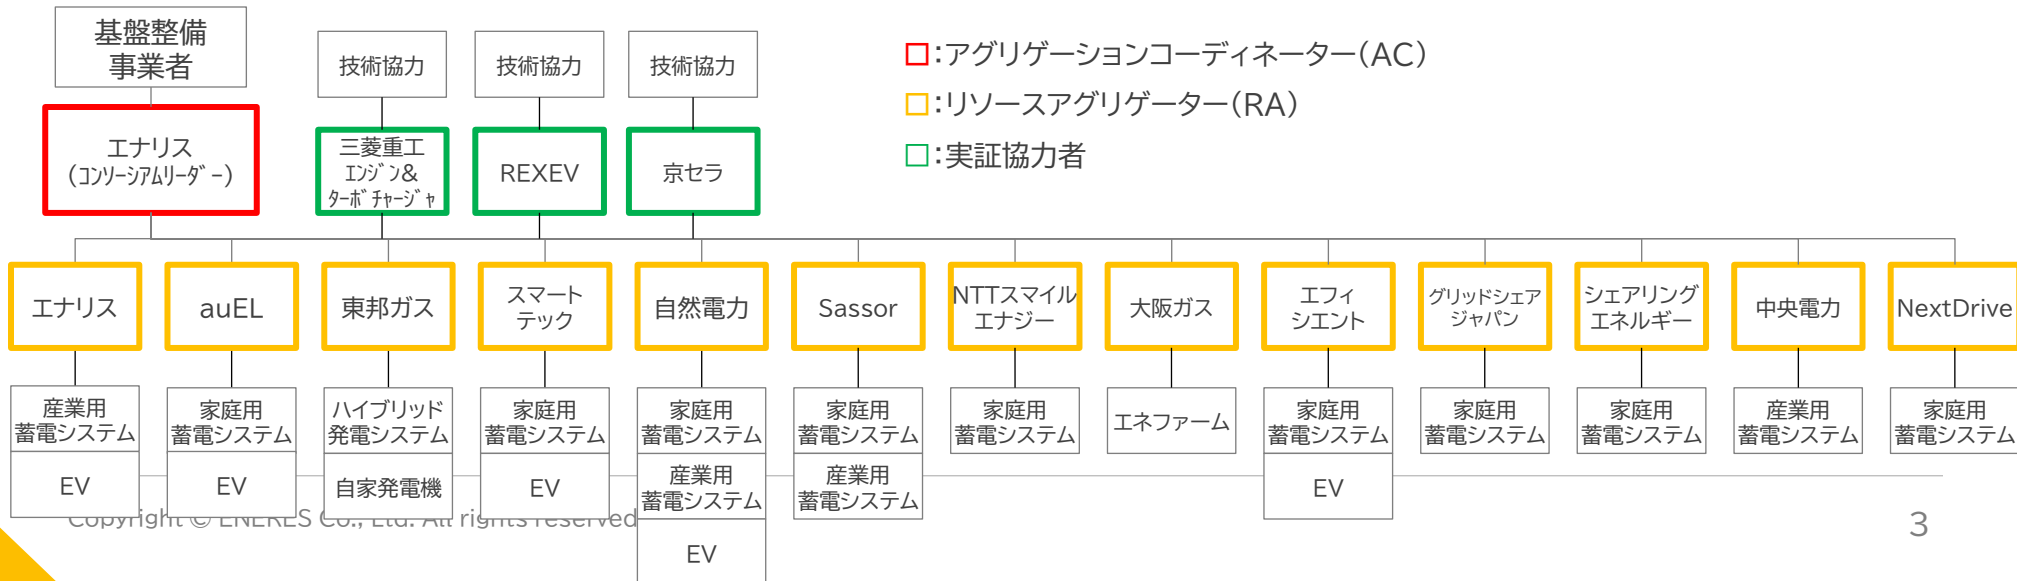 基盤整備
事業者
技術協力
技術協力
技術協力
□:アグリゲーションコーディネーター(AC)
□:リソースアグリゲーター(RA)
□:実証協力者
エナリス
(ｺﾝｿｰｼｱﾑﾘｰﾀﾞｰ)
三菱重工
ｴﾝｼﾞﾝ&
ﾀｰﾎﾞﾁｬｰｼﾞｬ
REXEV
京セラ
エナリス
auEL
東邦ガス
スマート
テック
自然電力
Sassor
NTTスマイル
エナジー
大阪ガス
エフィ
シエント
グリッドシェア
ジャパン
シェアリング
エネルギー
中央電力
NextDrive
産業用
蓄電システム
家庭用
蓄電システム
ハイブリッド
発電システム
家庭用
蓄電システム
家庭用
蓄電システム
家庭用
蓄電システム
家庭用
蓄電システム
エネファーム
家庭用
蓄電システム
家庭用
蓄電システム
家庭用
蓄電システム
産業用
蓄電システム
家庭用
蓄電システム
EV
EV
自家発電機
EV
産業用
蓄電システム
産業用
蓄電システム
EV
EV
Copyright © ENERES Co., Ltd. All rights reserved
3